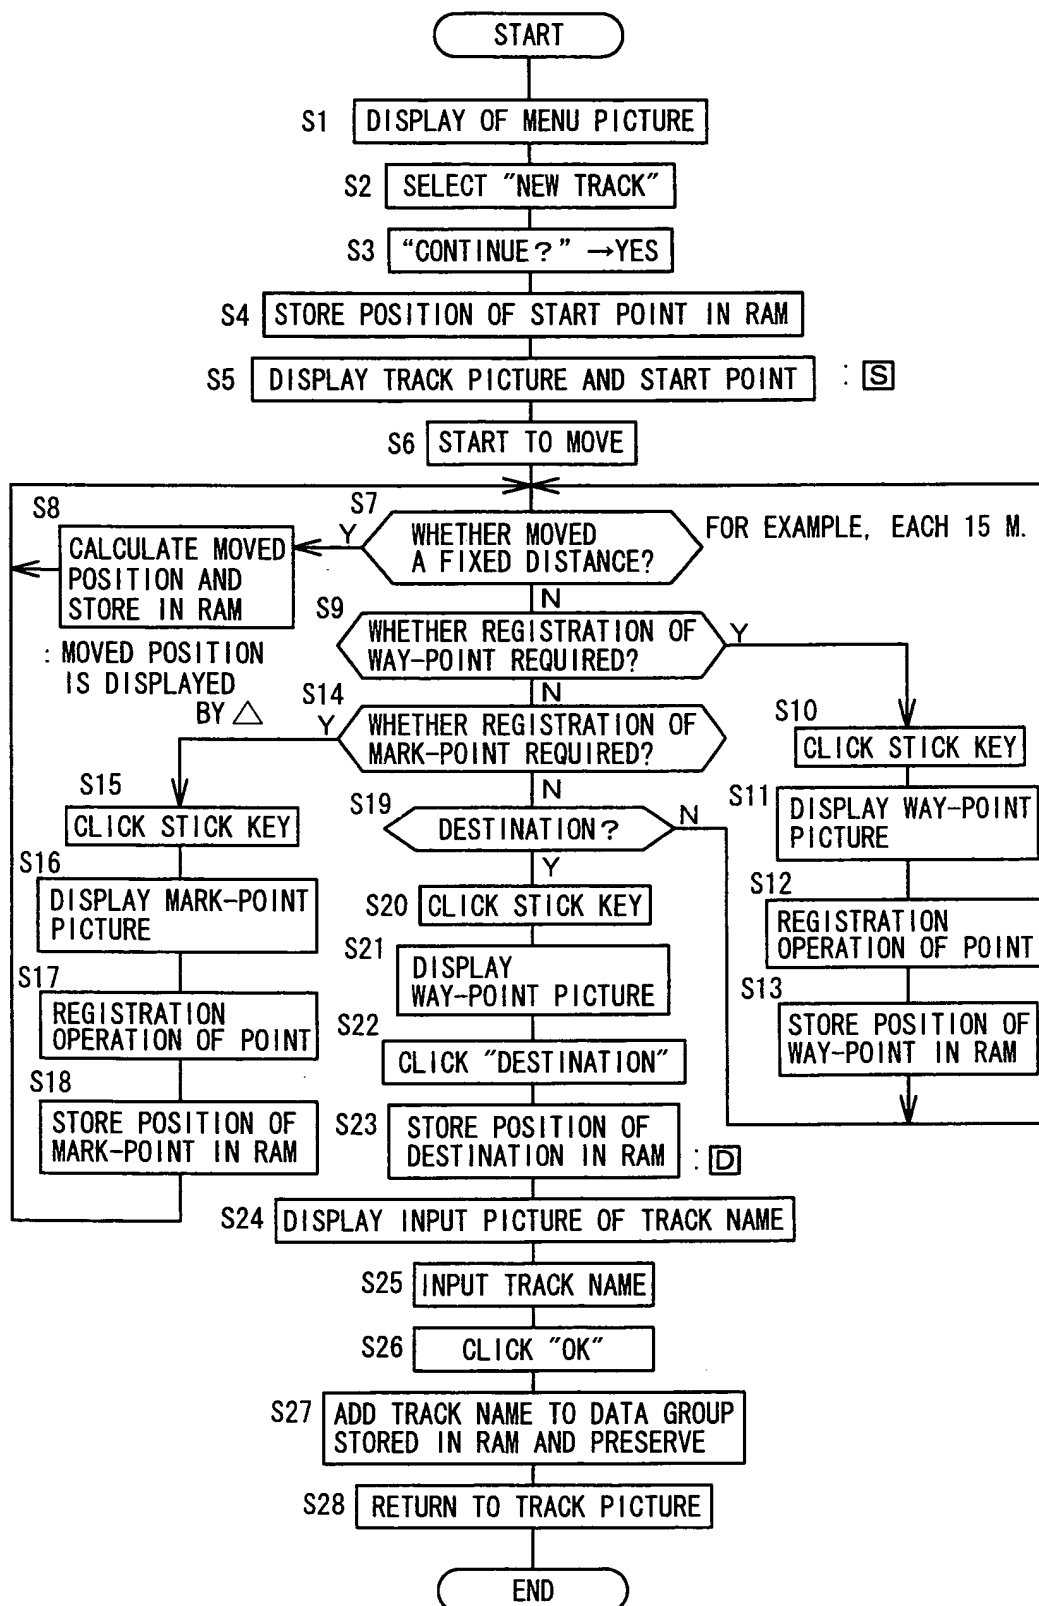 START
S1 DISPLAY OF MENU PICTURE
S2 SELECT "NEW TRACK"
S3 "CONTINUE?" →YES
S4 STORE POSITION OF START POINT IN RAM
S5 DISPLAY TRACK PICTURE AND START POINT : S
S6 START TO MOVE
S7
WHETHER MOVED
A FIXED DISTANCE?
FOR EXAMPLE, EACH 15 M.
Y
N
S8
CALCULATE MOVED
POSITION AND
STORE IN RAM
: MOVED POSITION
IS DISPLAYED
BY △
S9
WHETHER REGISTRATION OF
WAY-POINT REQUIRED?
Y
N
S10
CLICK STICK KEY
S11
DISPLAY WAY-POINT
PICTURE
S12
REGISTRATION
OPERATION OF POINT
S13
STORE POSITION OF
WAY-POINT IN RAM
S14
WHETHER REGISTRATION OF
MARK-POINT REQUIRED?
Y
N
S15
CLICK STICK KEY
S16
DISPLAY MARK-POINT
PICTURE
S17
REGISTRATION
OPERATION OF POINT
S18
STORE POSITION OF
MARK-POINT IN RAM
S19
DESTINATION?
N
Y
S20 CLICK STICK KEY
S21
DISPLAY
WAY-POINT PICTURE
S22
CLICK "DESTINATION"
S23
STORE POSITION OF
DESTINATION IN RAM : D
S24 DISPLAY INPUT PICTURE OF TRACK NAME
S25 INPUT TRACK NAME
S26 CLICK "OK"
S27 ADD TRACK NAME TO DATA GROUP
STORED IN RAM AND PRESERVE
S28 RETURN TO TRACK PICTURE
END